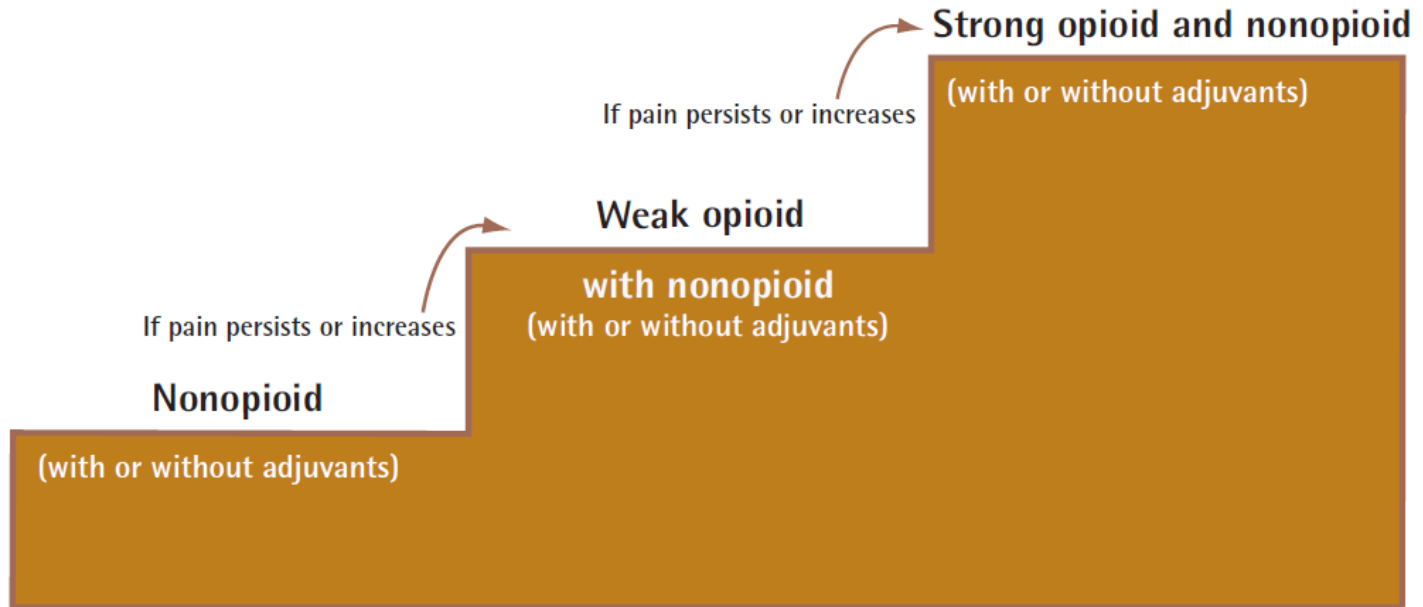 Strong opioid and nonopioid
(with or without adjuvants)
If pain persists or increases
Weak opioid
with nonopioid
(with or without adjuvants)
If pain persists or increases
Nonopioid
(with or without adjuvants)